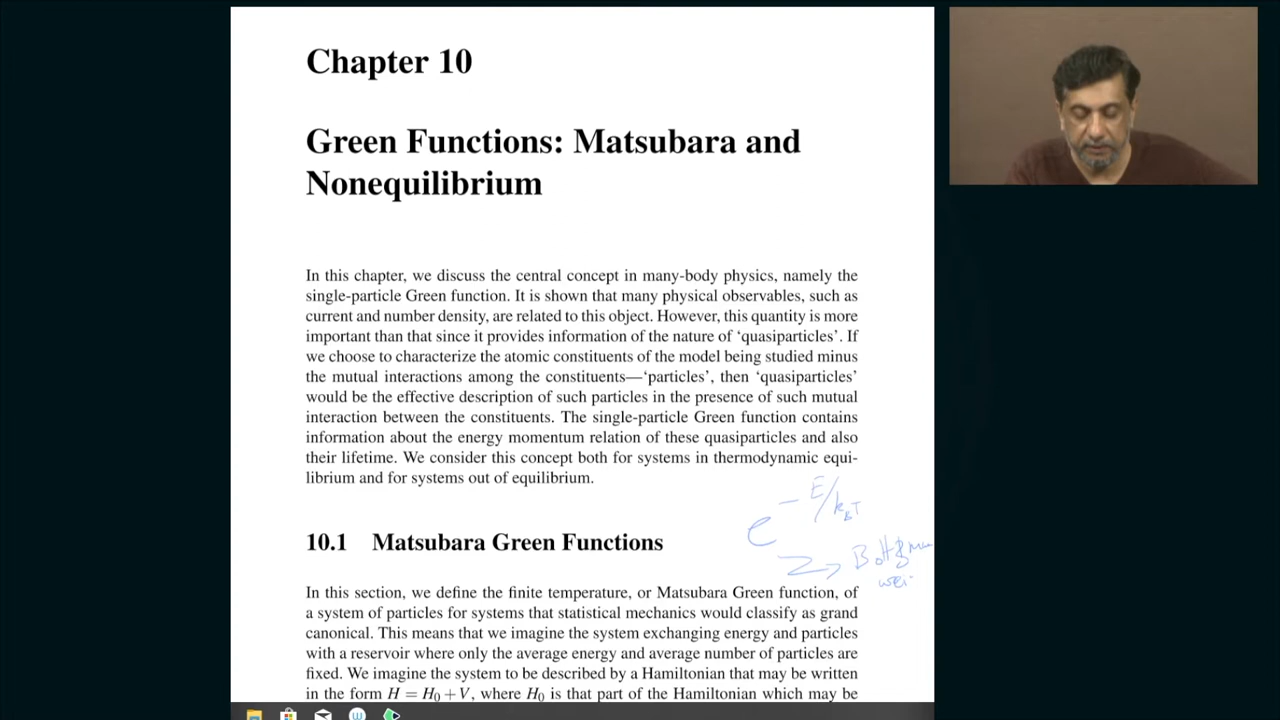 Chapter 10
Green Functions: Matsubara and
Nonequilibrium
In this chapter, we discuss the central concept in many-body physics, namely the
single-particle Green function. It is shown that many physical observables, such as
current and number density, are related to this object. However, this quantity is more
important than that since it provides information of the nature of ‘quasiparticles’. If
we choose to characterize the atomic constituents of the model being studied minus
the mutual interactions among the constituents—‘particles’, then ‘quasiparticles’
would be the effective description of such particles in the presence of such mutual
interaction between the constituents. The single-particle Green function contains
information about the energy momentum relation of these quasiparticles and also
their lifetime. We consider this concept both for systems in thermodynamic equi-
librium and for systems out of equilibrium.
e^{-E/k_BT}
10.1 Matsubara Green Functions
In this section, we define the finite temperature, or Matsubara Green function, of
a system of particles for systems that statistical mechanics would classify as grand
canonical. This means that we imagine the system exchanging energy and particles
with a reservoir where only the average energy and average number of particles are
fixed. We imagine the system to be described by a Hamiltonian that may be written
in the form H = H₀ + V, where H₀ is that part of the Hamiltonian which may be